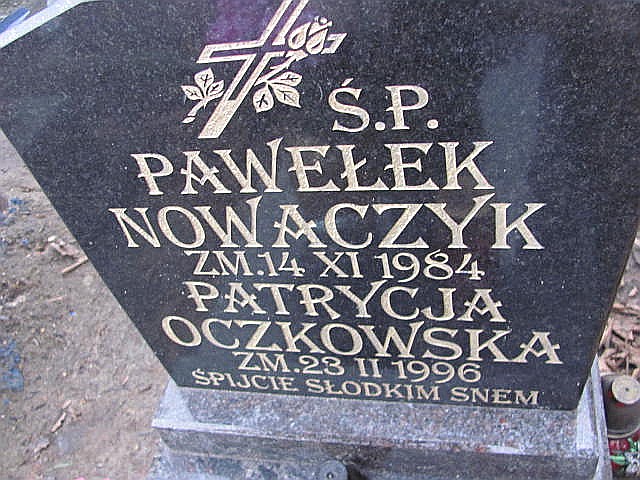 Ś.P.
PAWEŁEK
NOWACZYK
ZM.14 XI 1984
PATRYCJA
OCZKOWSKA
ZM.23 II 1996
ŚPIJCIE SŁODKIM SNEM